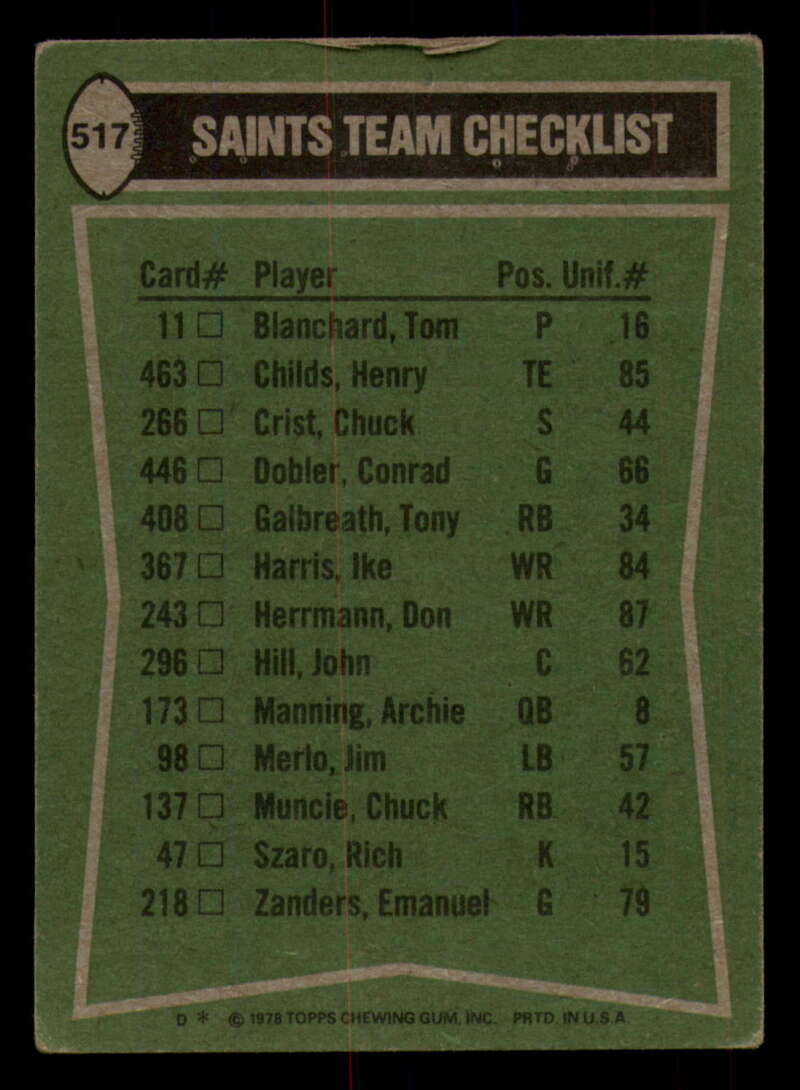 517 SAINTS TEAM CHECKLIST
Card# Player Pos. Unif.#
11 □ Blanchard, Tom P 16
463 □ Childs, Henry TE 85
266 □ Crist, Chuck S 44
446 □ Dobler, Conrad G 66
408 □ Galbreath, Tony RB 34
367 □ Harris, Ike WR 84
243 □ Herrmann, Don WR 87
296 □ Hill, John C 62
173 □ Manning, Archie QB 8
98 □ Merlo, Jim LB 57
137 □ Muncie, Chuck RB 42
47 □ Szaro, Rich K 15
218 □ Zanders, Emanuel G 79
D * © 1978 TOPPS CHEWING GUM, INC. PRTD. IN U.S.A.